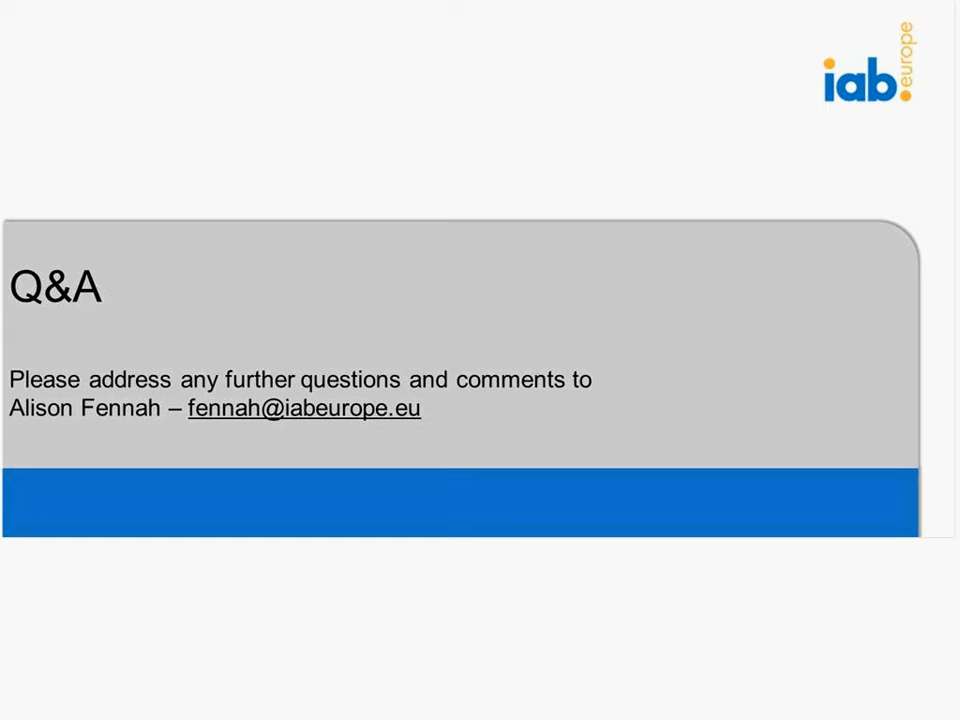 iab.
europe
Q&A
Please address any further questions and comments to
Alison Fennah – fennah@iabeurope.eu